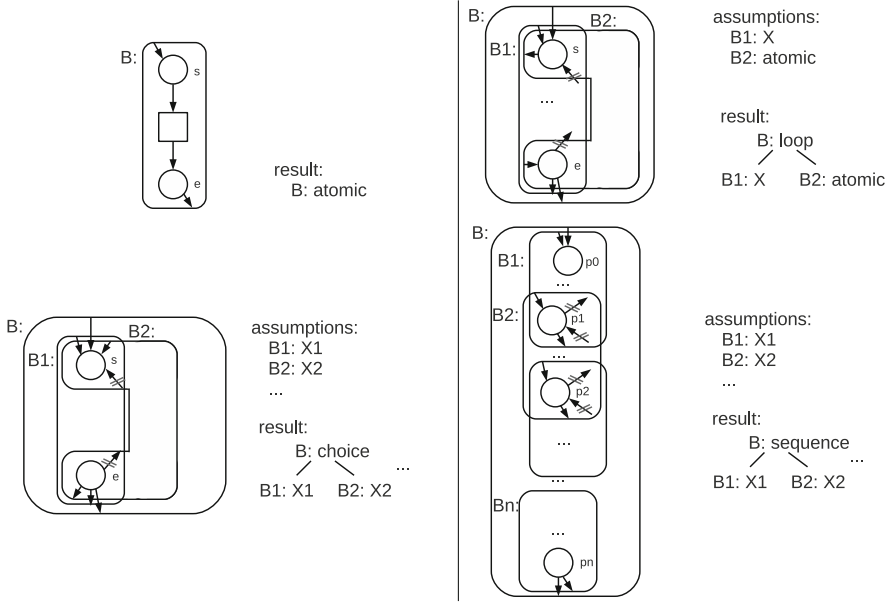 B:
s
e
result:
B: atomic
B:
B2:
B1:
s
...
e
assumptions:
B1: X
B2: atomic
result:
B: loop
B1: X B2: atomic
B:
B2:
B1:
s
e
assumptions:
B1: X1
B2: X2
...
result:
B: choice
...
B1: X1 B2: X2
B:
B1:
p0
...
B2:
p1
...
p2
...
...
Bn:
...
pn
assumptions:
B1: X1
B2: X2
...
result:
B: sequence
...
B1: X1 B2: X2